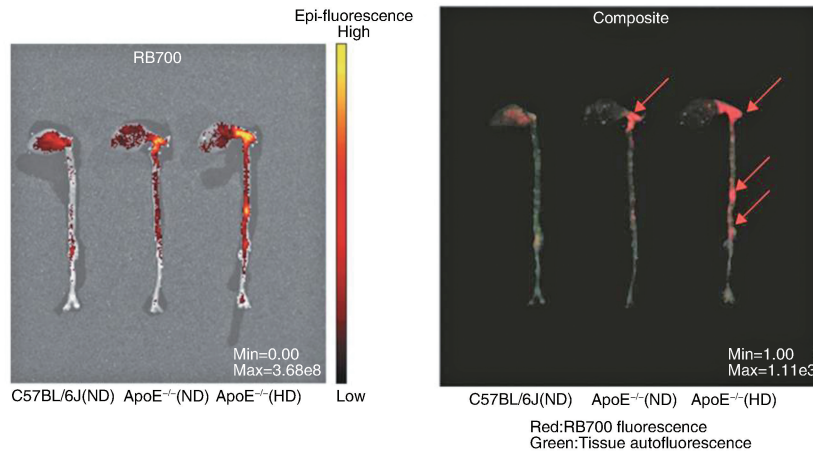 Epi-fluorescence
High
RB700
Min=0.00
Max=3.68e8
Low
C57BL/6J(ND)
ApoE⁻/⁻(ND)
ApoE⁻/⁻(HD)
Composite
Min=1.00
Max=1.11e3
C57BL/6J(ND)
ApoE⁻/⁻(ND)
ApoE⁻/⁻(HD)
Red:RB700 fluorescence
Green:Tissue autofluorescence